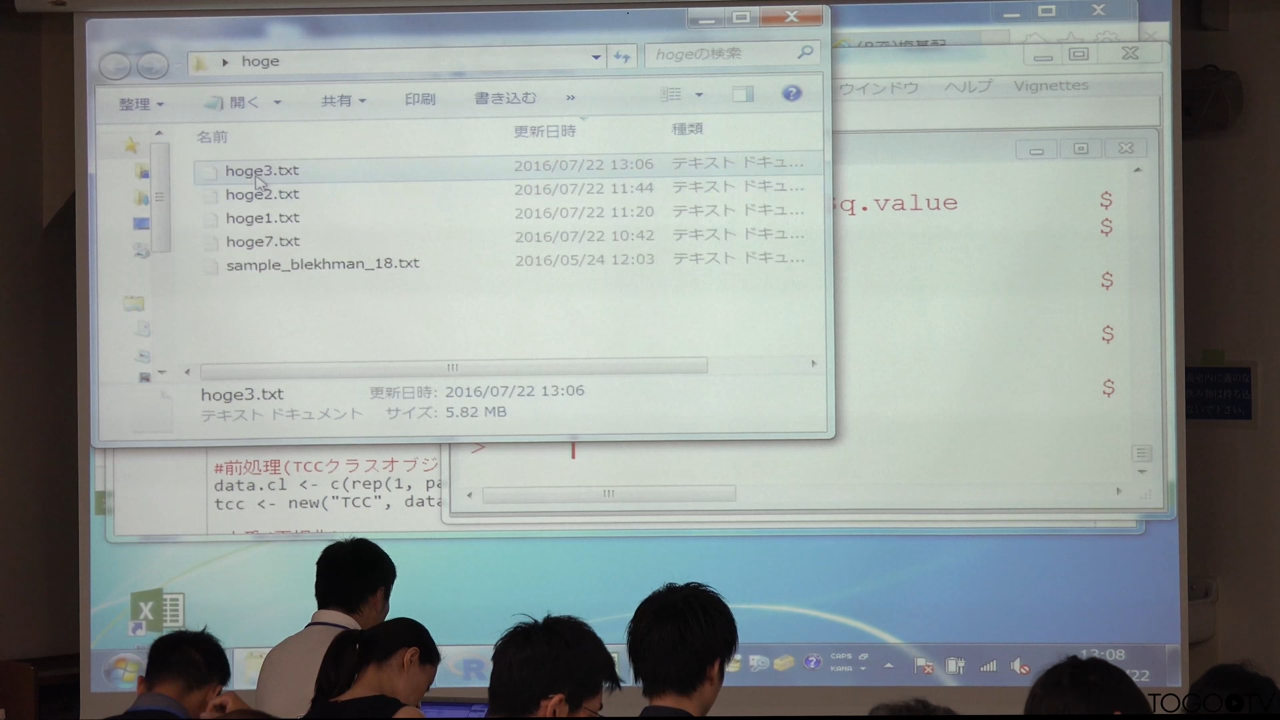 hoge
hogeの検索
整理
開く
共有
印刷
書き込む
»
名前
更新日時
種類
hoge3.txt 2016/07/22 13:06 テキスト ドキュ...
hoge2.txt 2016/07/22 11:44 テキスト ドキュ...
hoge1.txt 2016/07/22 11:20 テキスト ドキュ...
hoge7.txt 2016/07/22 10:42 テキスト ドキュ...
sample_blekhman_18.txt 2016/05/24 12:03 テキスト ドキュ...
hoge3.txt 更新日時: 2016/07/22 13:06
テキスト ドキュメント サイズ: 5.82 MB
ウインドウ ヘルプ Vignettes
q.value $
$
$
$
$
>
#前処理(TCCクラスオブジ
data.cl <- c(rep(1, pa
tcc <- new("TCC", data
X
R
CAPS
KANA
13:08
22
TOGOTV